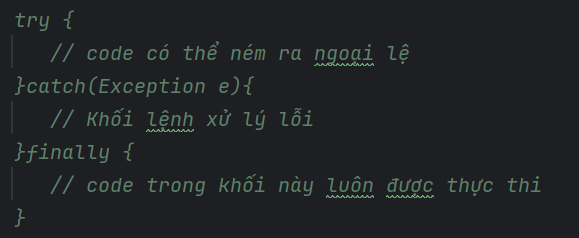 try {
// code có thể ném ra ngoại lệ
}catch(Exception e){
// Khối lệnh xử lý lỗi
}finally {
// code trong khối này luôn được thực thi
}